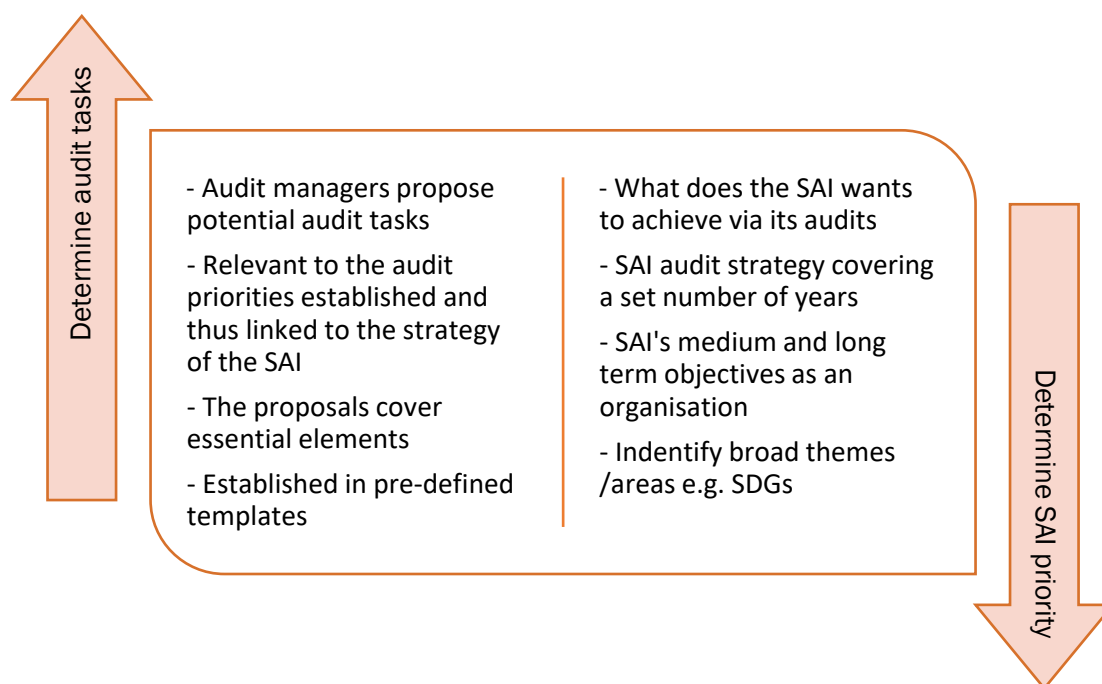 Determine audit tasks
- Audit managers propose
potential audit tasks
- Relevant to the audit
priorities established and
thus linked to the strategy
of the SAI
- The proposals cover
essential elements
- Established in pre-defined
templates
- What does the SAI wants
to achieve via its audits
- SAI audit strategy covering
a set number of years
- SAI's medium and long
term objectives as an
organisation
- Indentify broad themes
/areas e.g. SDGs
Determine SAI priority